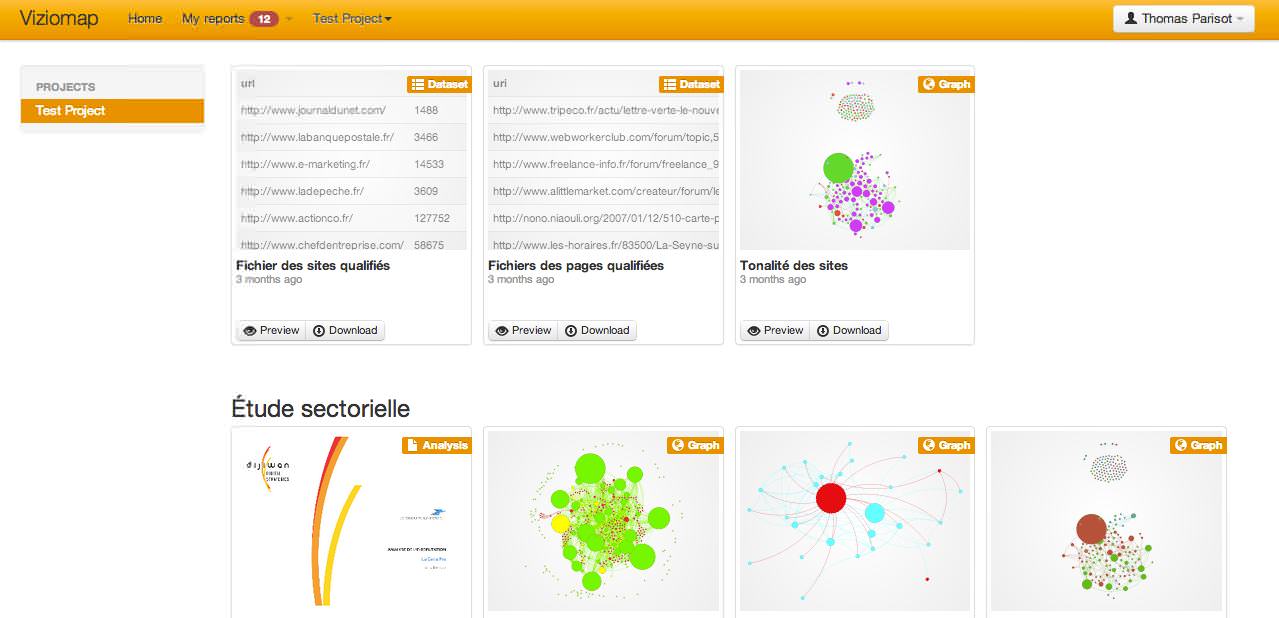 Viziomap Home My reports 12 Test Project Thomas Parisot
PROJECTS
Test Project
url Dataset
http://www.journaldunet.com/ 1488
http://www.labanquepostale.fr/ 3466
http://www.e-marketing.fr/ 14533
http://www.ladepeche.fr/ 3609
http://www.actionco.fr/ 127752
http://www.chefdentreprise.com/ 58675
Fichier des sites qualifiés
3 months ago
Preview Download
uri Dataset
http://www.tripeco.fr/actu/lettre-verte-le-nouve
http://www.webworkerclub.com/forum/topic,5
http://www.freelance-info.fr/forum/freelance_9
http://www.alittlemarket.com/createur/forum/le
http://nono.niaouli.org/2007/01/12/510-carte-p
http://www.les-horaires.fr/83500/La-Seyne-su
Fichiers des pages qualifiées
3 months ago
Preview Download
Graph
Tonalité des sites
3 months ago
Preview Download
Étude sectorielle
Analysis
dijiwan
DIGITAL
STRATEGIES
Graph
Graph
Graph